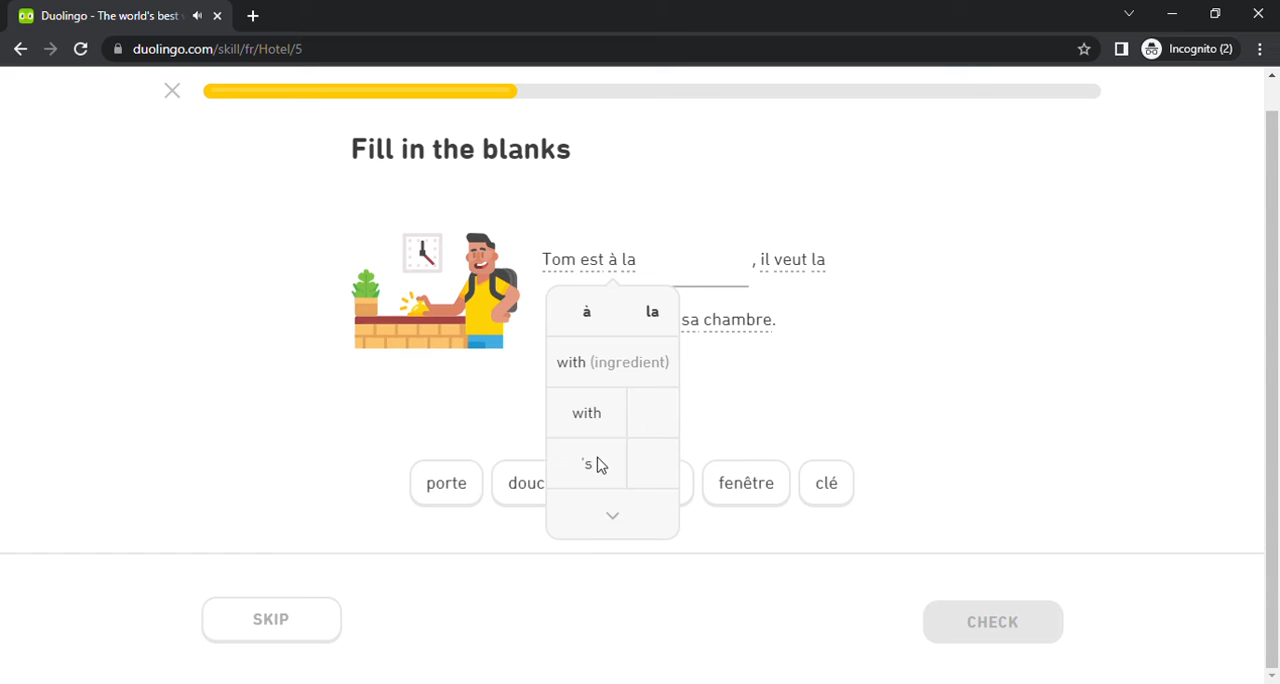 Duolingo - The world's best
duolingo.com/skill/fr/Hotel/5
Incognito (2)
Fill in the blanks
Tom est à la , il veut la
sa chambre.
à la
with (ingredient)
with
's
porte douc fenêtre clé
SKIP
CHECK